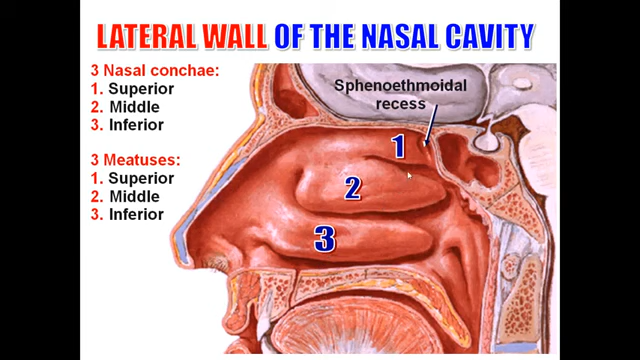 LATERAL WALL OF THE NASAL CAVITY
3 Nasal conchae:
1. Superior
2. Middle
3. Inferior
3 Meatuses:
1. Superior
2. Middle
3. Inferior
Sphenoethmoidal
recess
1
2
3